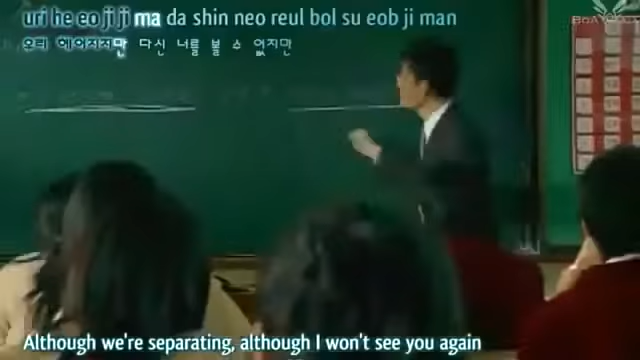 uri he eo ji ji ma da shin neo reul bol su eob ji man
우리 헤어지지만 다신 너를 볼 수 없지만
Although we're separating, although I won't see you again